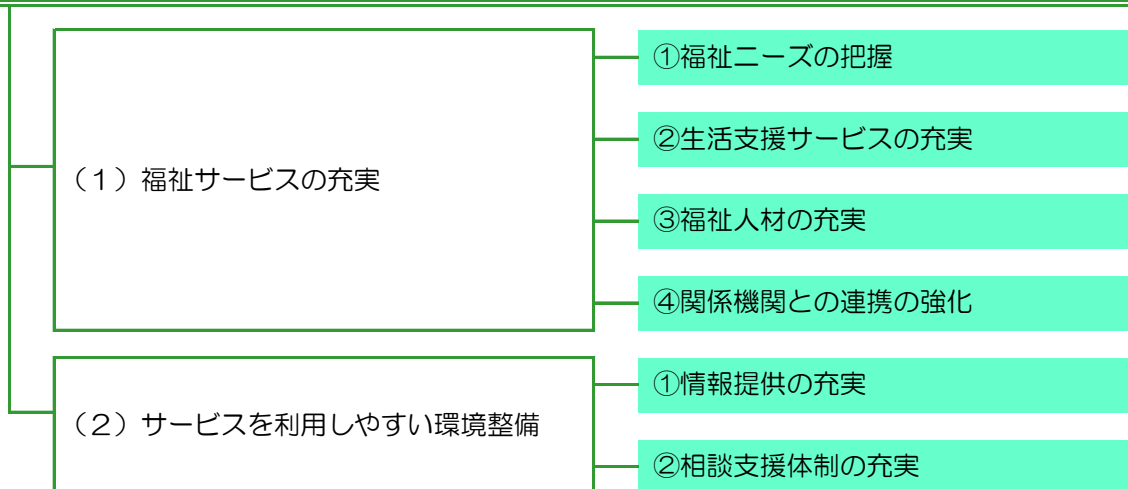 (1)福祉サービスの充実
①福祉ニーズの把握
②生活支援サービスの充実
③福祉人材の充実
④関係機関との連携の強化
(2)サービスを利用しやすい環境整備
①情報提供の充実
②相談支援体制の充実